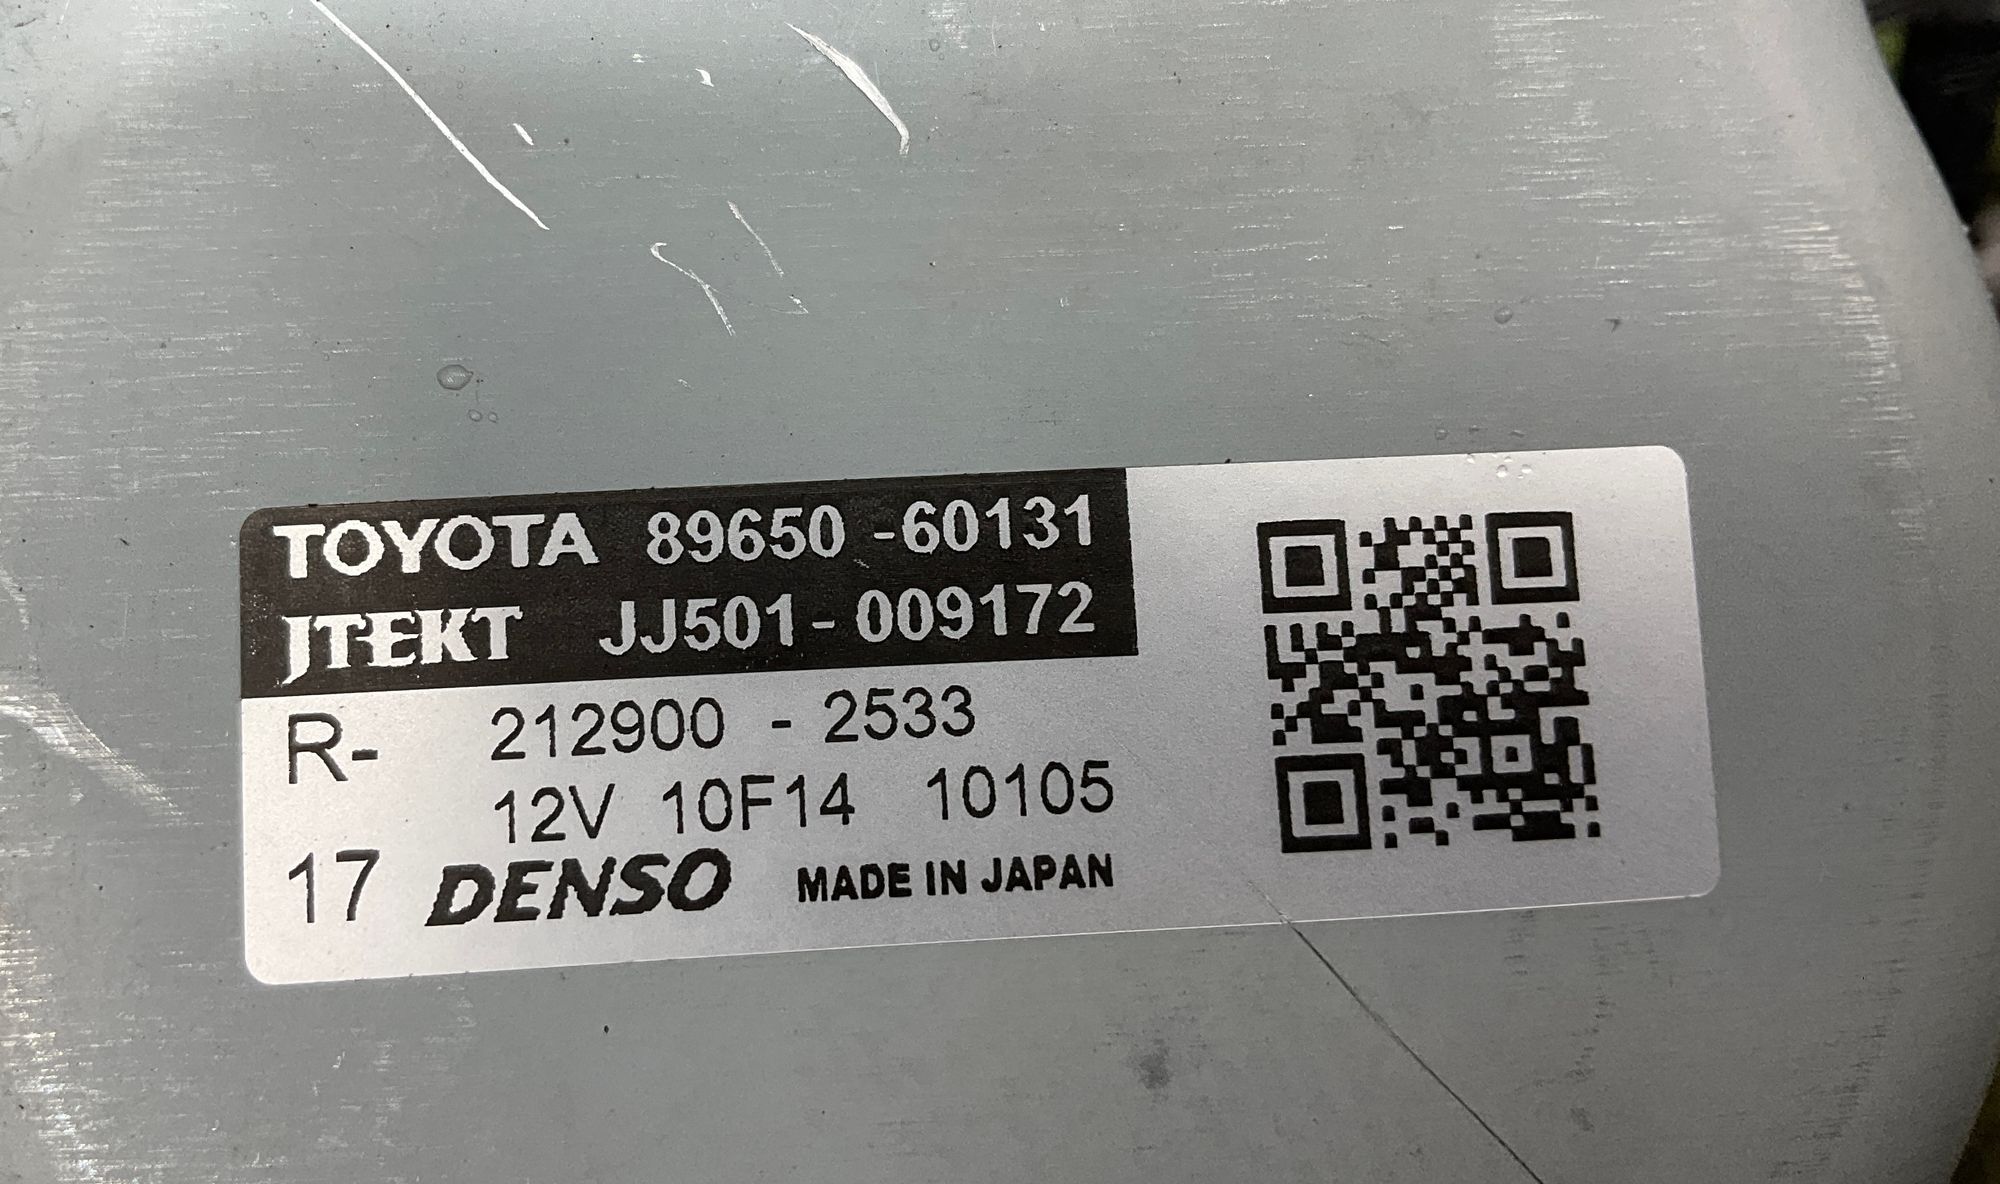 TOYOTA 89650 -60131
JTEKT JJ501-009172
R- 212900 - 2533
12V 10F14 10105
17 DENSO MADE IN JAPAN